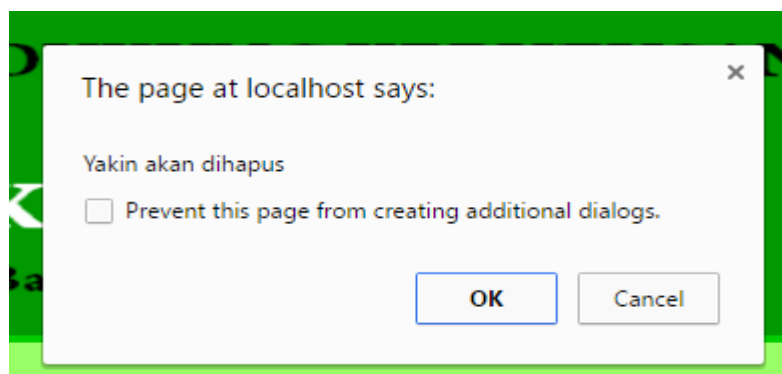 The page at localhost says:
Yakin akan dihapus
Prevent this page from creating additional dialogs.
OK
Cancel